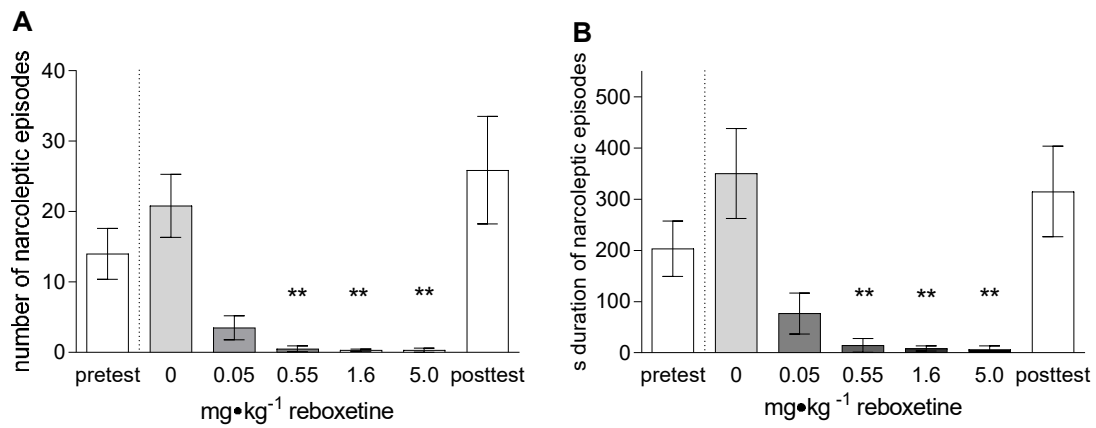 A
number of narcoleptic episodes
40
30
20
10
0
** ** **
pretest 0 0.05 0.55 1.6 5.0 posttest
mg•kg⁻¹ reboxetine
B
s duration of narcoleptic episodes
500
400
300
200
100
0
** ** **
pretest 0 0.05 0.55 1.6 5.0 posttest
mg•kg⁻¹ reboxetine